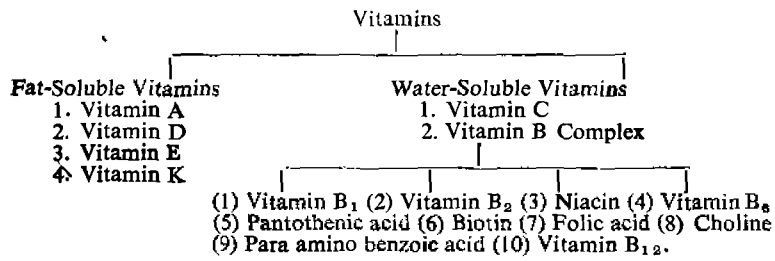 Vitamins
Fat-Soluble Vitamins
1. Vitamin A
2. Vitamin D
3. Vitamin E
4. Vitamin K
Water-Soluble Vitamins
1. Vitamin C
2. Vitamin B Complex
(1) Vitamin B₁ (2) Vitamin B₂ (3) Niacin (4) Vitamin B₆
(5) Pantothenic acid (6) Biotin (7) Folic acid (8) Choline
(9) Para amino benzoic acid (10) Vitamin B₁₂.